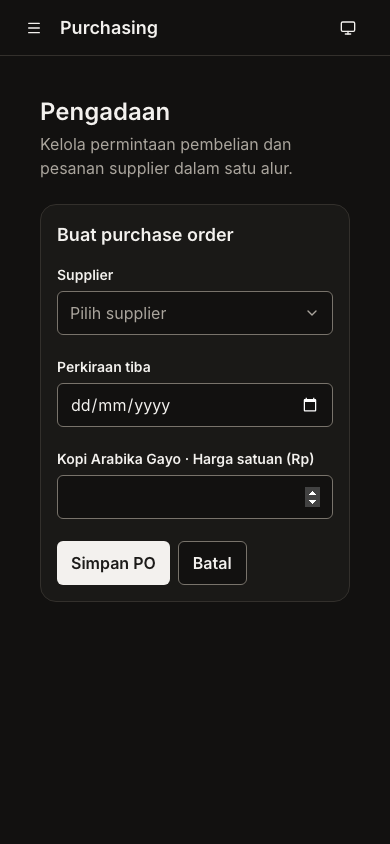 Purchasing
Pengadaan
Kelola permintaan pembelian dan
pesanan supplier dalam satu alur.
Buat purchase order
Supplier
Pilih supplier
Perkiraan tiba
dd/mm/yyyy
Kopi Arabika Gayo · Harga satuan (Rp)
Simpan PO
Batal